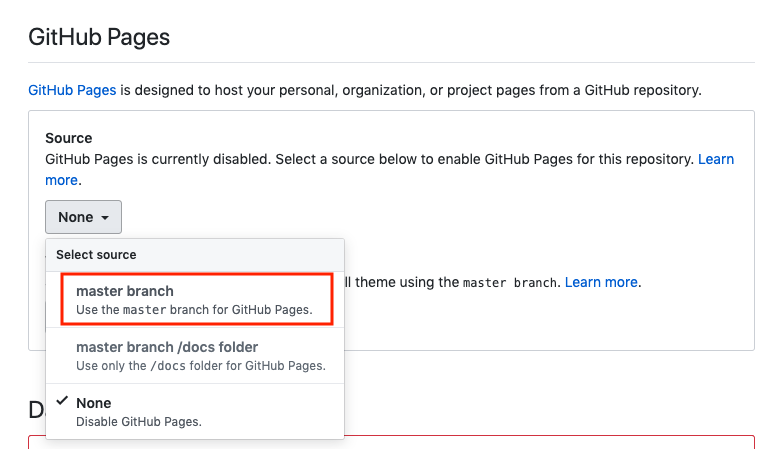 GitHub Pages
GitHub Pages is designed to host your personal, organization, or project pages from a GitHub repository.
Source
GitHub Pages is currently disabled. Select a source below to enable GitHub Pages for this repository. Learn
more.
None
Select source
master branch
Use the master branch for GitHub Pages.
ll theme using the master branch. Learn more.
master branch /docs folder
Use only the /docs folder for GitHub Pages.
None
Disable GitHub Pages.
D